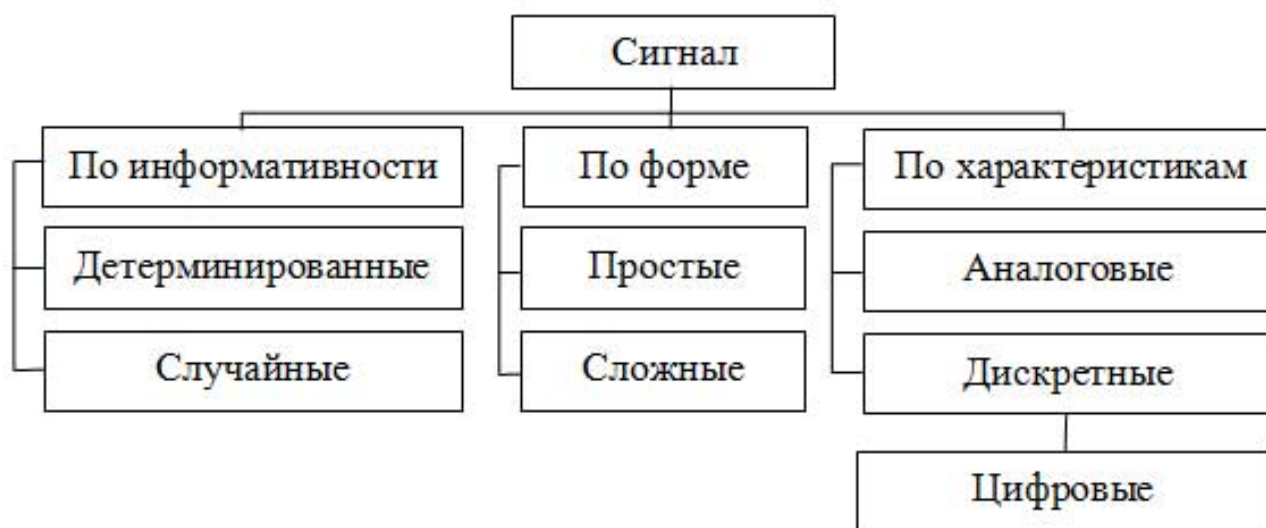 Сигнал
По информативности
Детерминированные
Случайные
По форме
Простые
Сложные
По характеристикам
Аналоговые
Дискретные
Цифровые